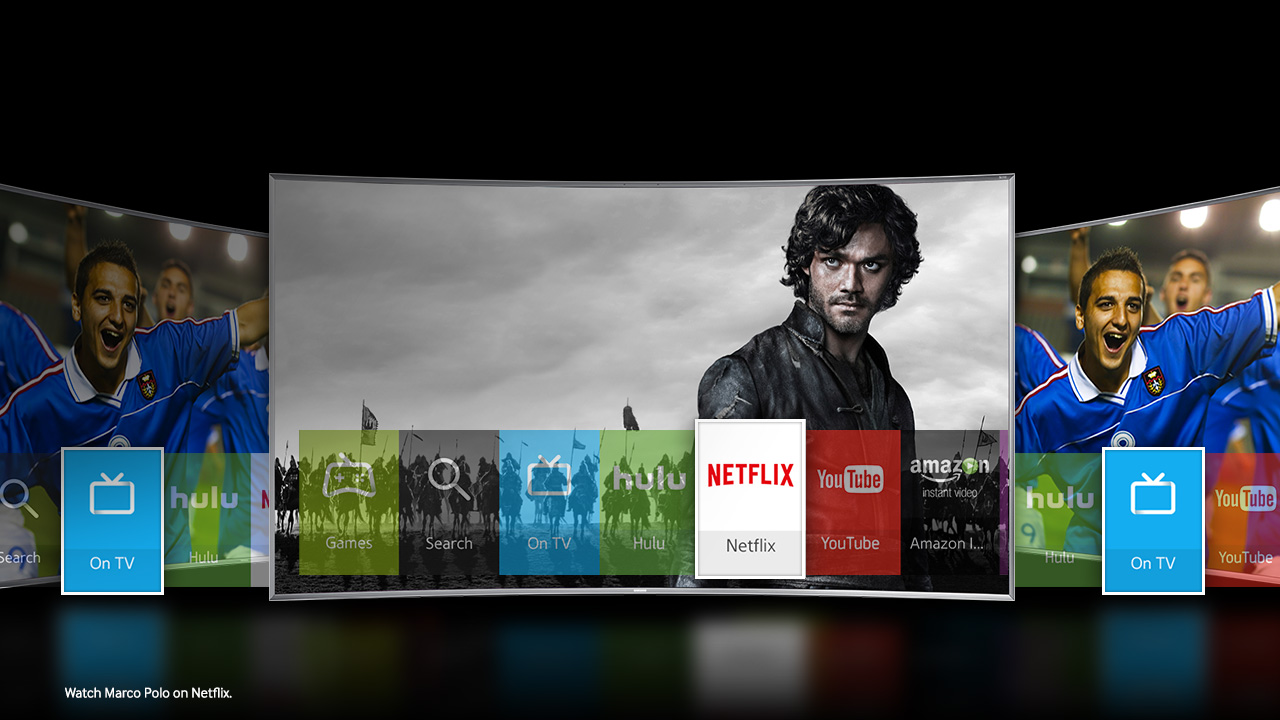 Search
On TV
hulu
Hulu
N
Games
Search
On TV
hulu
Hulu
NETFLIX
Netflix
YouTube
YouTube
amazon
instant video
Amazon I...
hulu
Hulu
On TV
YouTube
YouTube
Watch Marco Polo on Netflix.